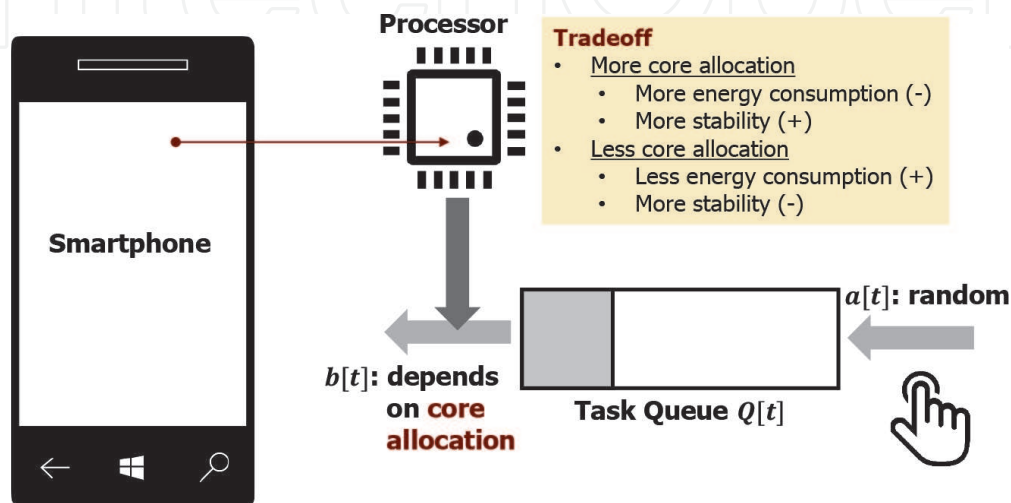 Processor
Tradeoff
• More core allocation
• More energy consumption (-)
• More stability (+)
• Less core allocation
• Less energy consumption (+)
• More stability (-)
Smartphone
a[t]: random
b[t]: depends
on core
allocation
Task Queue Q[t]